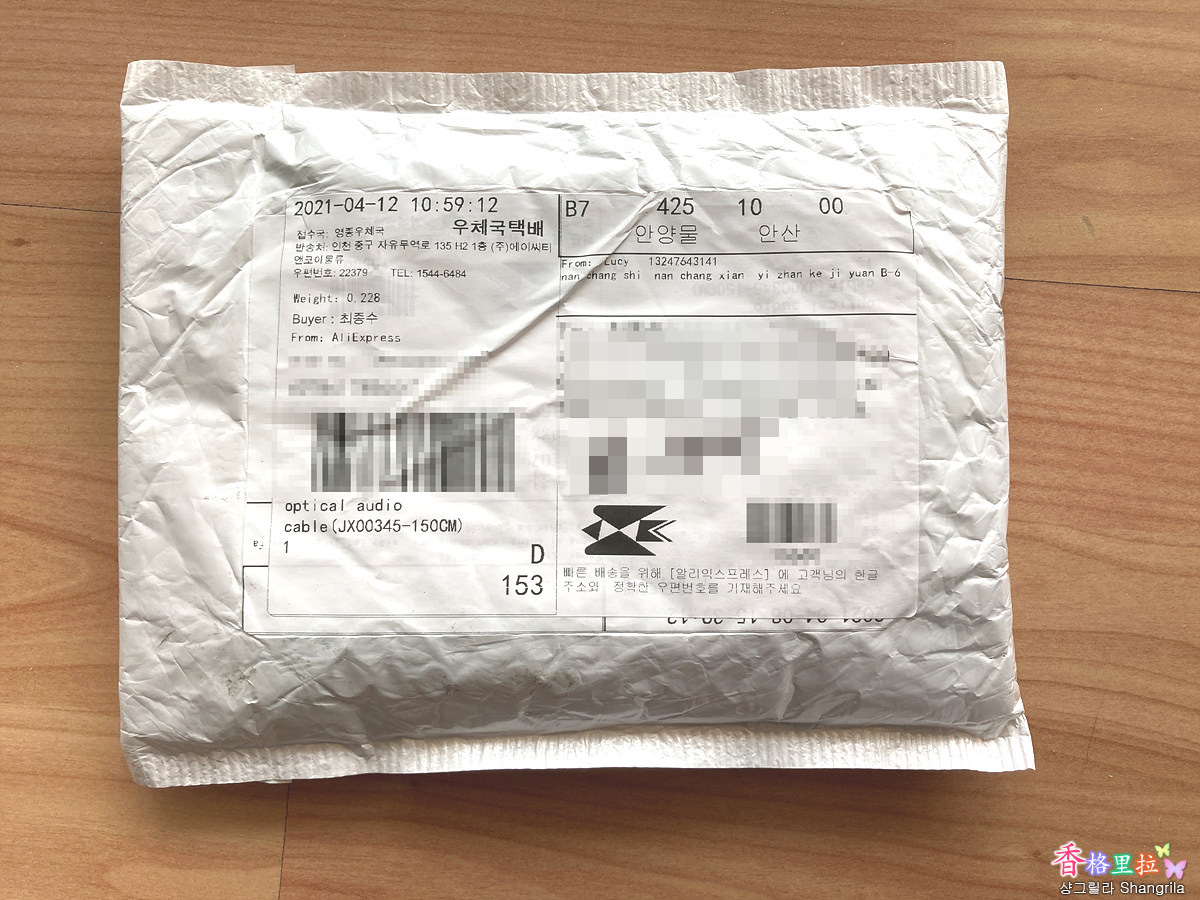 2021-04-12 10:59:12
우체국택배
접수국: 영종우체국
반송처: 인천 중구 자유무역로 135 H2 1층 (주)에이씨티
앤코아물류
우편번호: 22379 TEL: 1544-6484
Weight: 0.228
Buyer : 최종수
From: AliExpress
optical audio
cable(JX00345-150CM)
1
D
153
B7 425 10 00
안양물 안산
From: Lucy 13247643141
nan chang shi nan chang xian yi zhan ke ji yuan B-6
빠른 배송을 위해 [알리익스프레스] 에 고객님의 한글
주소와 정확한 우편번호를 기재해주세요
香格里拉
샹그릴라 Shangrila